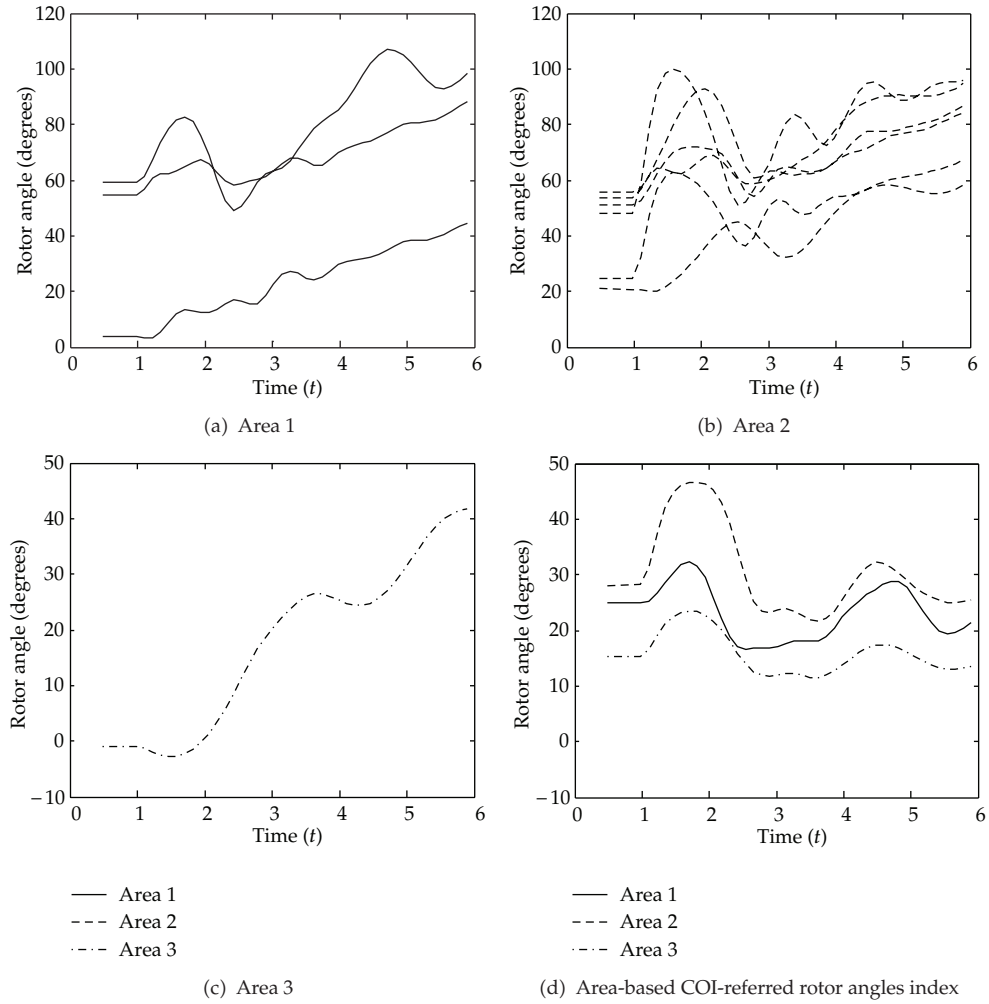 120
100
80
60
40
20
0
Rotor angle (degrees)
0 1 2 3 4 5 6
Time (t)
(a) Area 1
120
100
80
60
40
20
0
Rotor angle (degrees)
0 1 2 3 4 5 6
Time (t)
(b) Area 2
50
40
30
20
10
0
−10
Rotor angle (degrees)
0 1 2 3 4 5 6
Time (t)
Area 1
Area 2
Area 3
(c) Area 3
50
40
30
20
10
0
−10
Rotor angle (degrees)
0 1 2 3 4 5 6
Time (t)
Area 1
Area 2
Area 3
(d) Area-based COI-referred rotor angles index